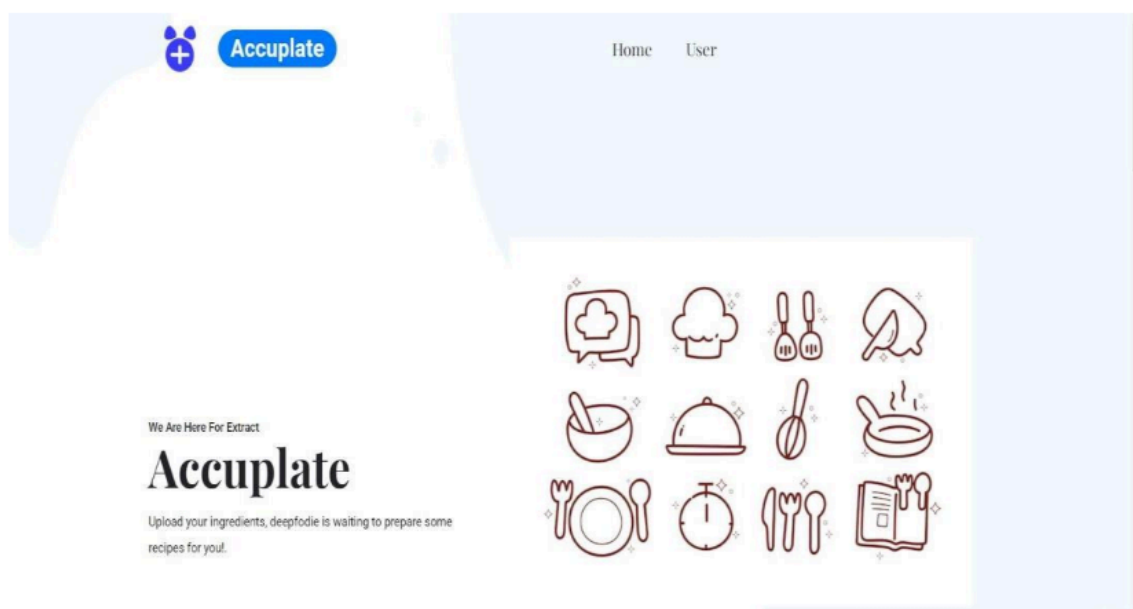 Accuplate
Home User
We Are Here For Extract
Accuplate
Upload your ingredients, deepfodie is waiting to prepare some
recipes for you!.